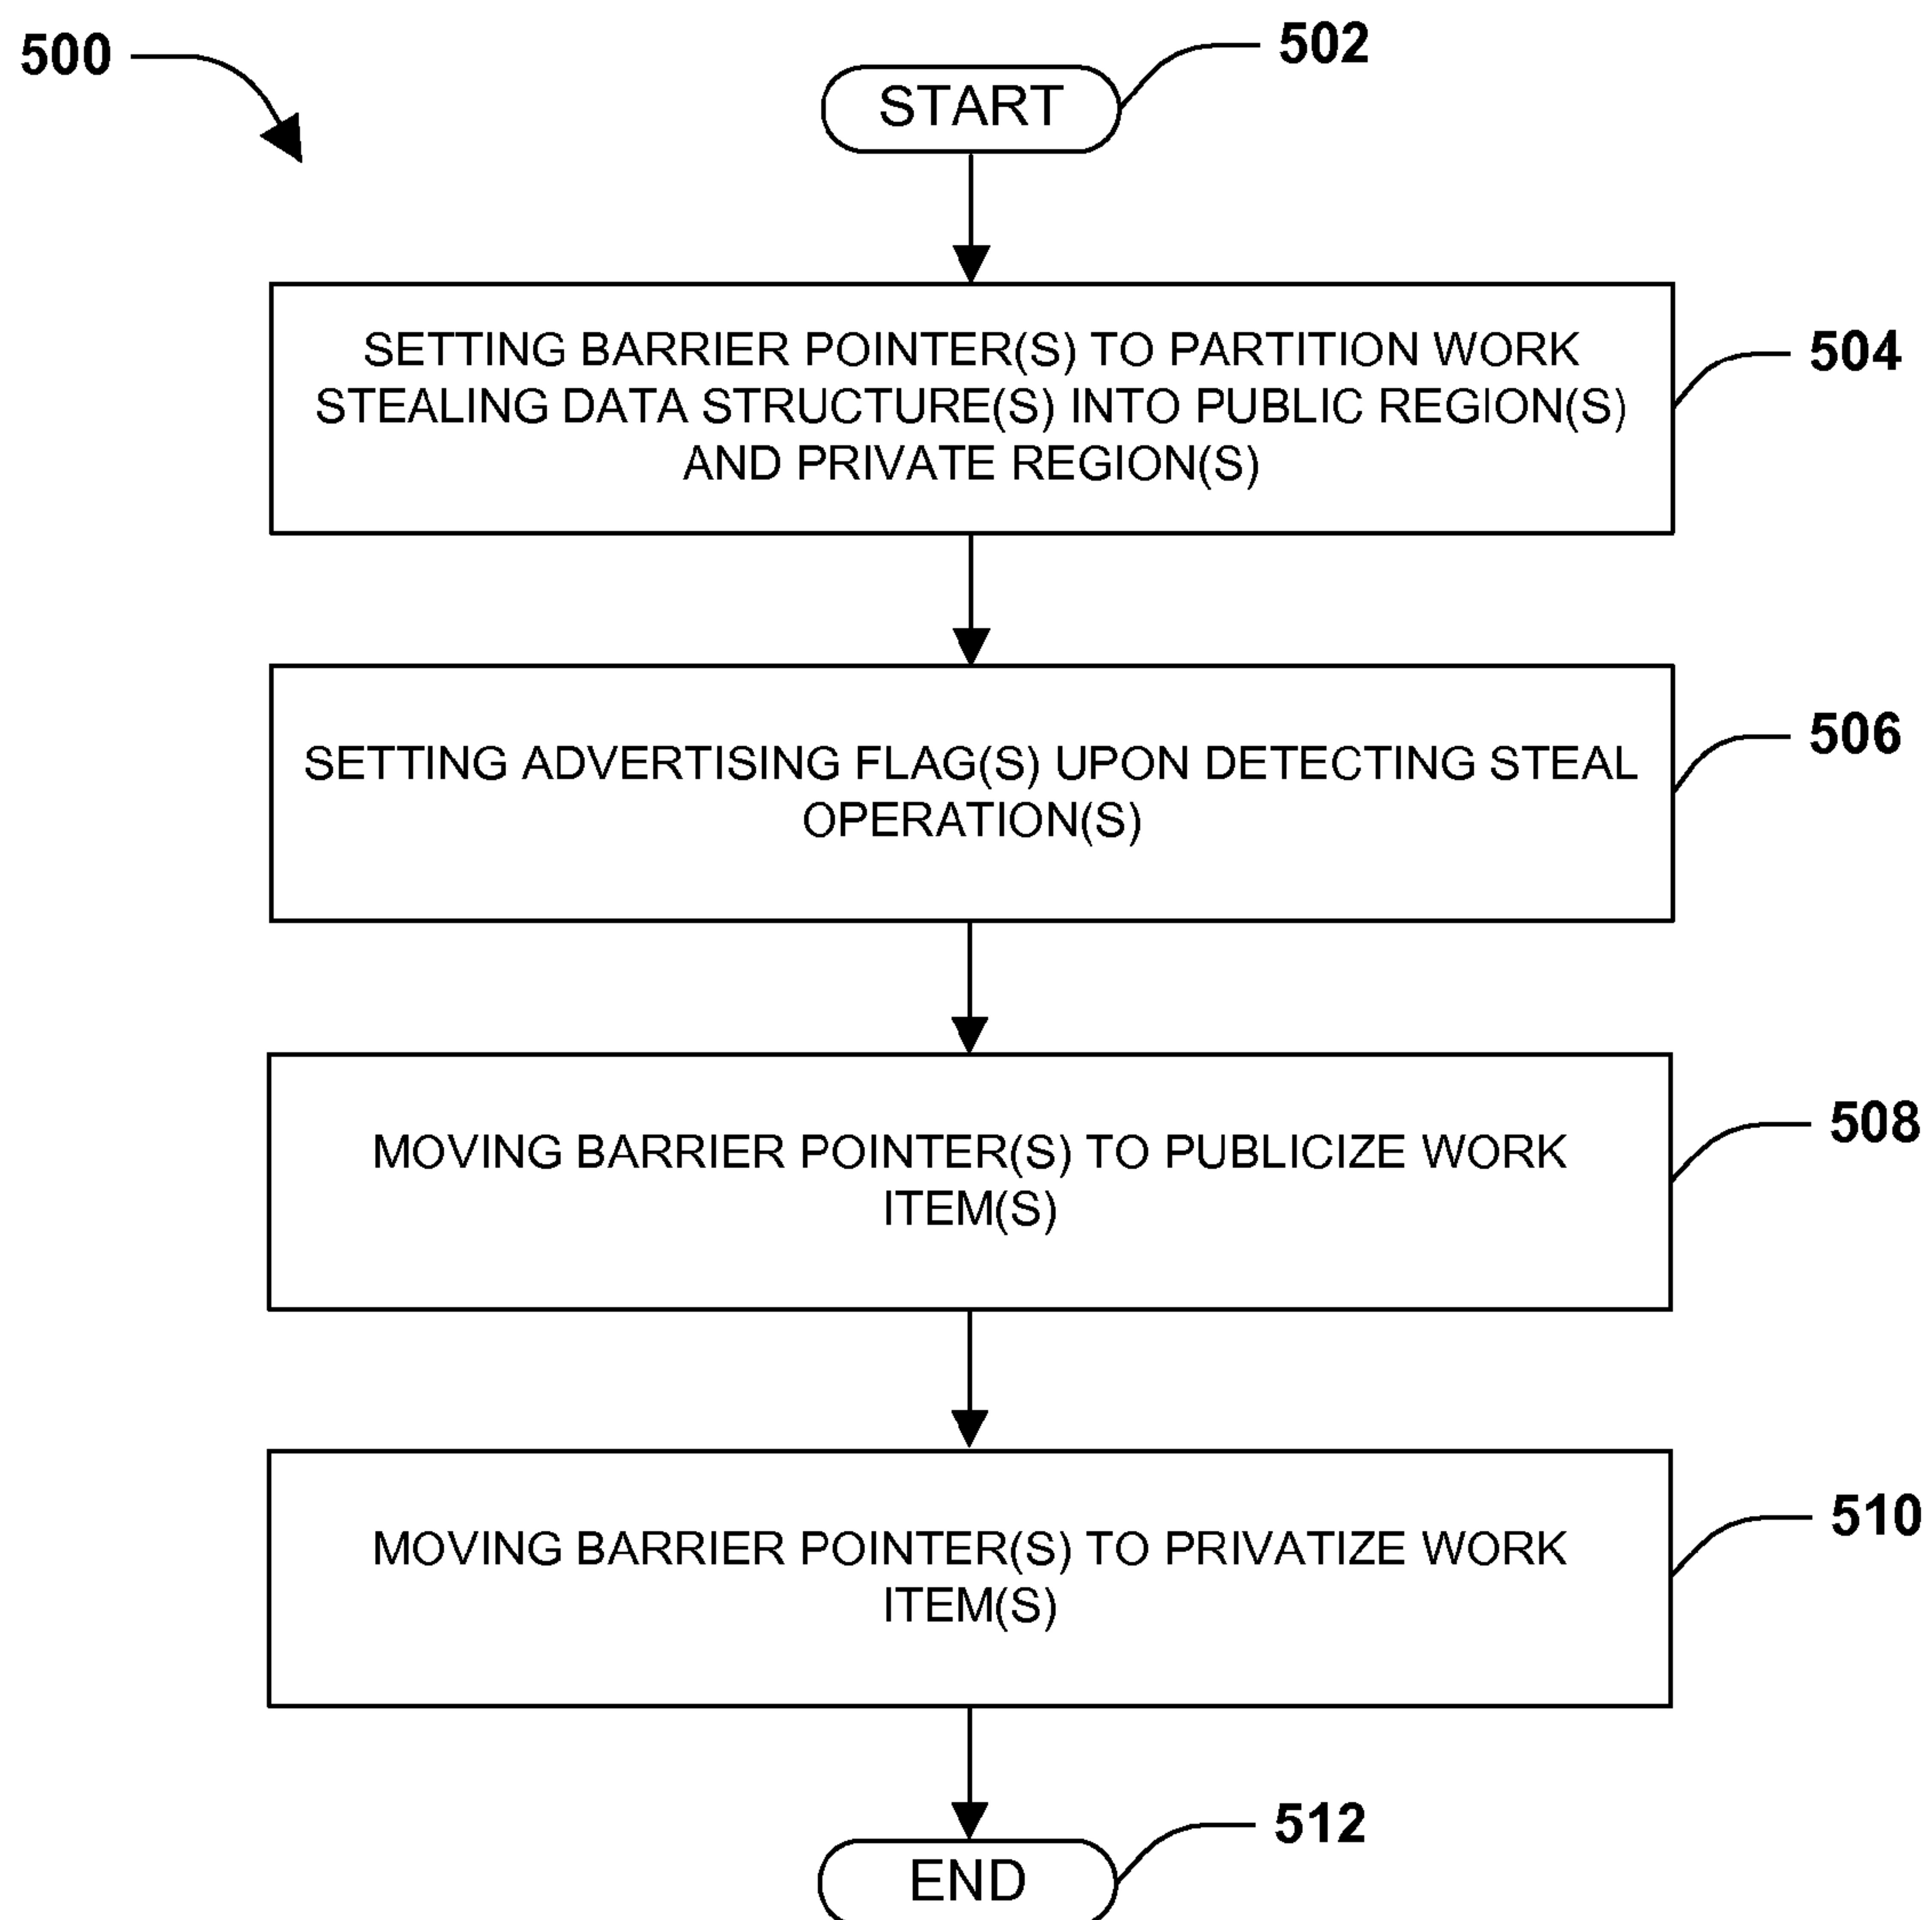 500
502
START
SETTING BARRIER POINTER(S) TO PARTITION WORK
STEALING DATA STRUCTURE(S) INTO PUBLIC REGION(S)
AND PRIVATE REGION(S)
504
SETTING ADVERTISING FLAG(S) UPON DETECTING STEAL
OPERATION(S)
506
MOVING BARRIER POINTER(S) TO PUBLICIZE WORK
ITEM(S)
508
MOVING BARRIER POINTER(S) TO PRIVATIZE WORK
ITEM(S)
510
512
END